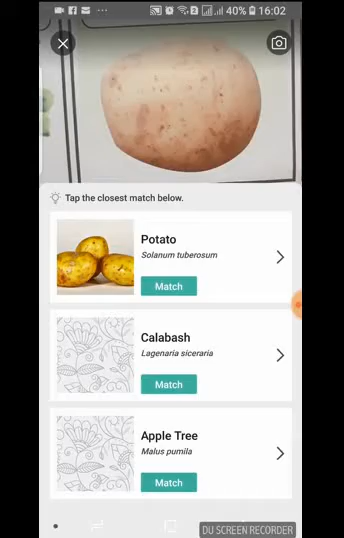 40% 16:02
Tap the closest match below.
Potato
Solanum tuberosum
Match
Calabash
Lagenaria siceraria
Match
Apple Tree
Malus pumila
Match
DU SCREEN RECORDER